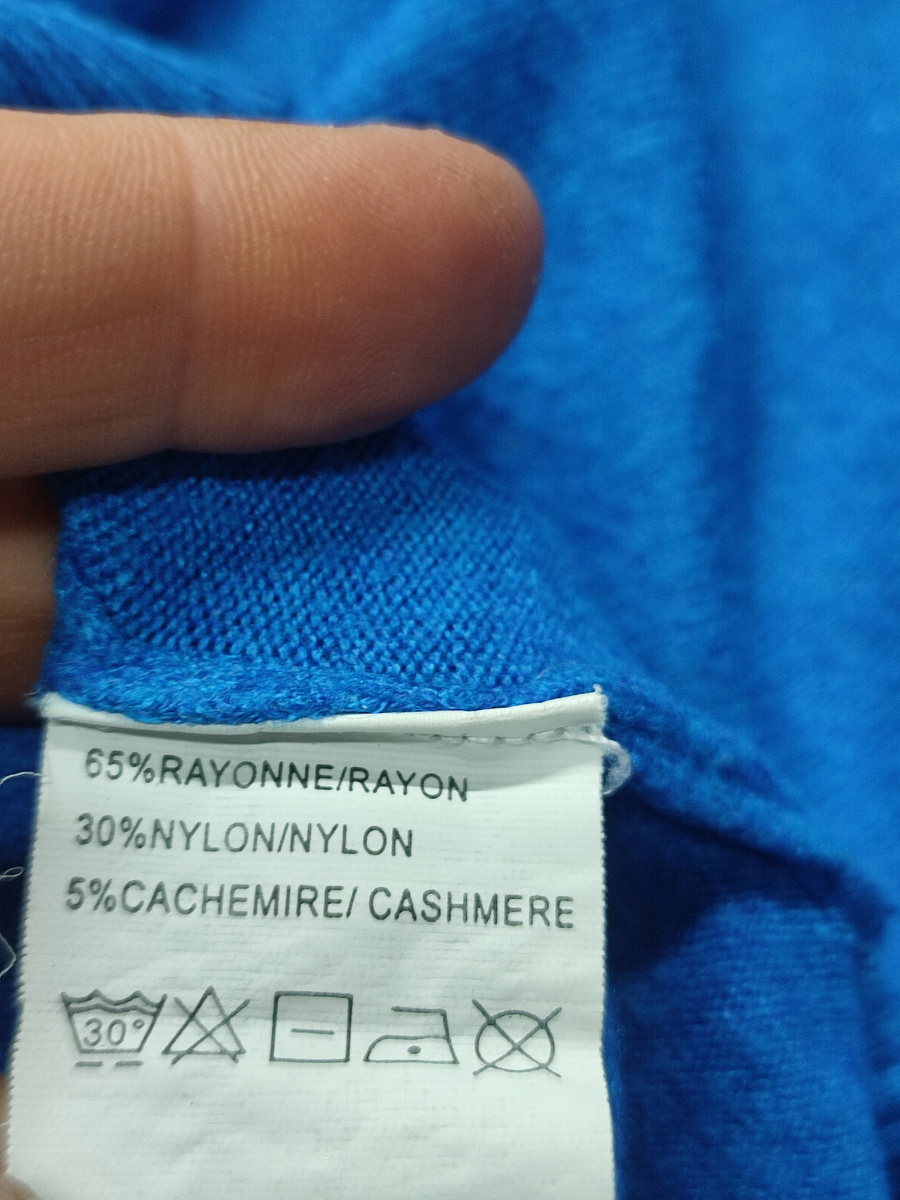 65%RAYONNE/RAYON
30%NYLON/NYLON
5%CACHEMIRE/ CASHMERE
30°